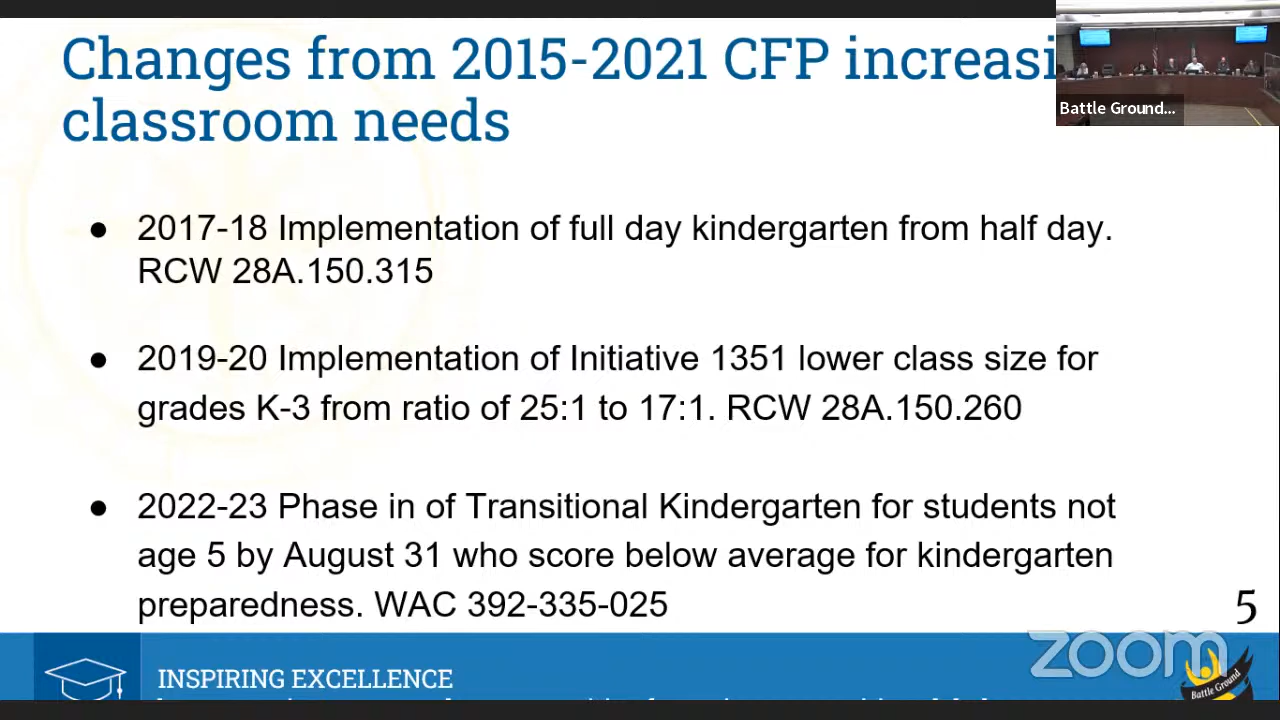 Changes from 2015-2021 CFP increasi
classroom needs
Battle Ground...
● 2017-18 Implementation of full day kindergarten from half day.
RCW 28A.150.315
● 2019-20 Implementation of Initiative 1351 lower class size for
grades K-3 from ratio of 25:1 to 17:1. RCW 28A.150.260
● 2022-23 Phase in of Transitional Kindergarten for students not
age 5 by August 31 who score below average for kindergarten
preparedness. WAC 392-335-025
5
zoom
INSPIRING EXCELLENCE
Battle Ground